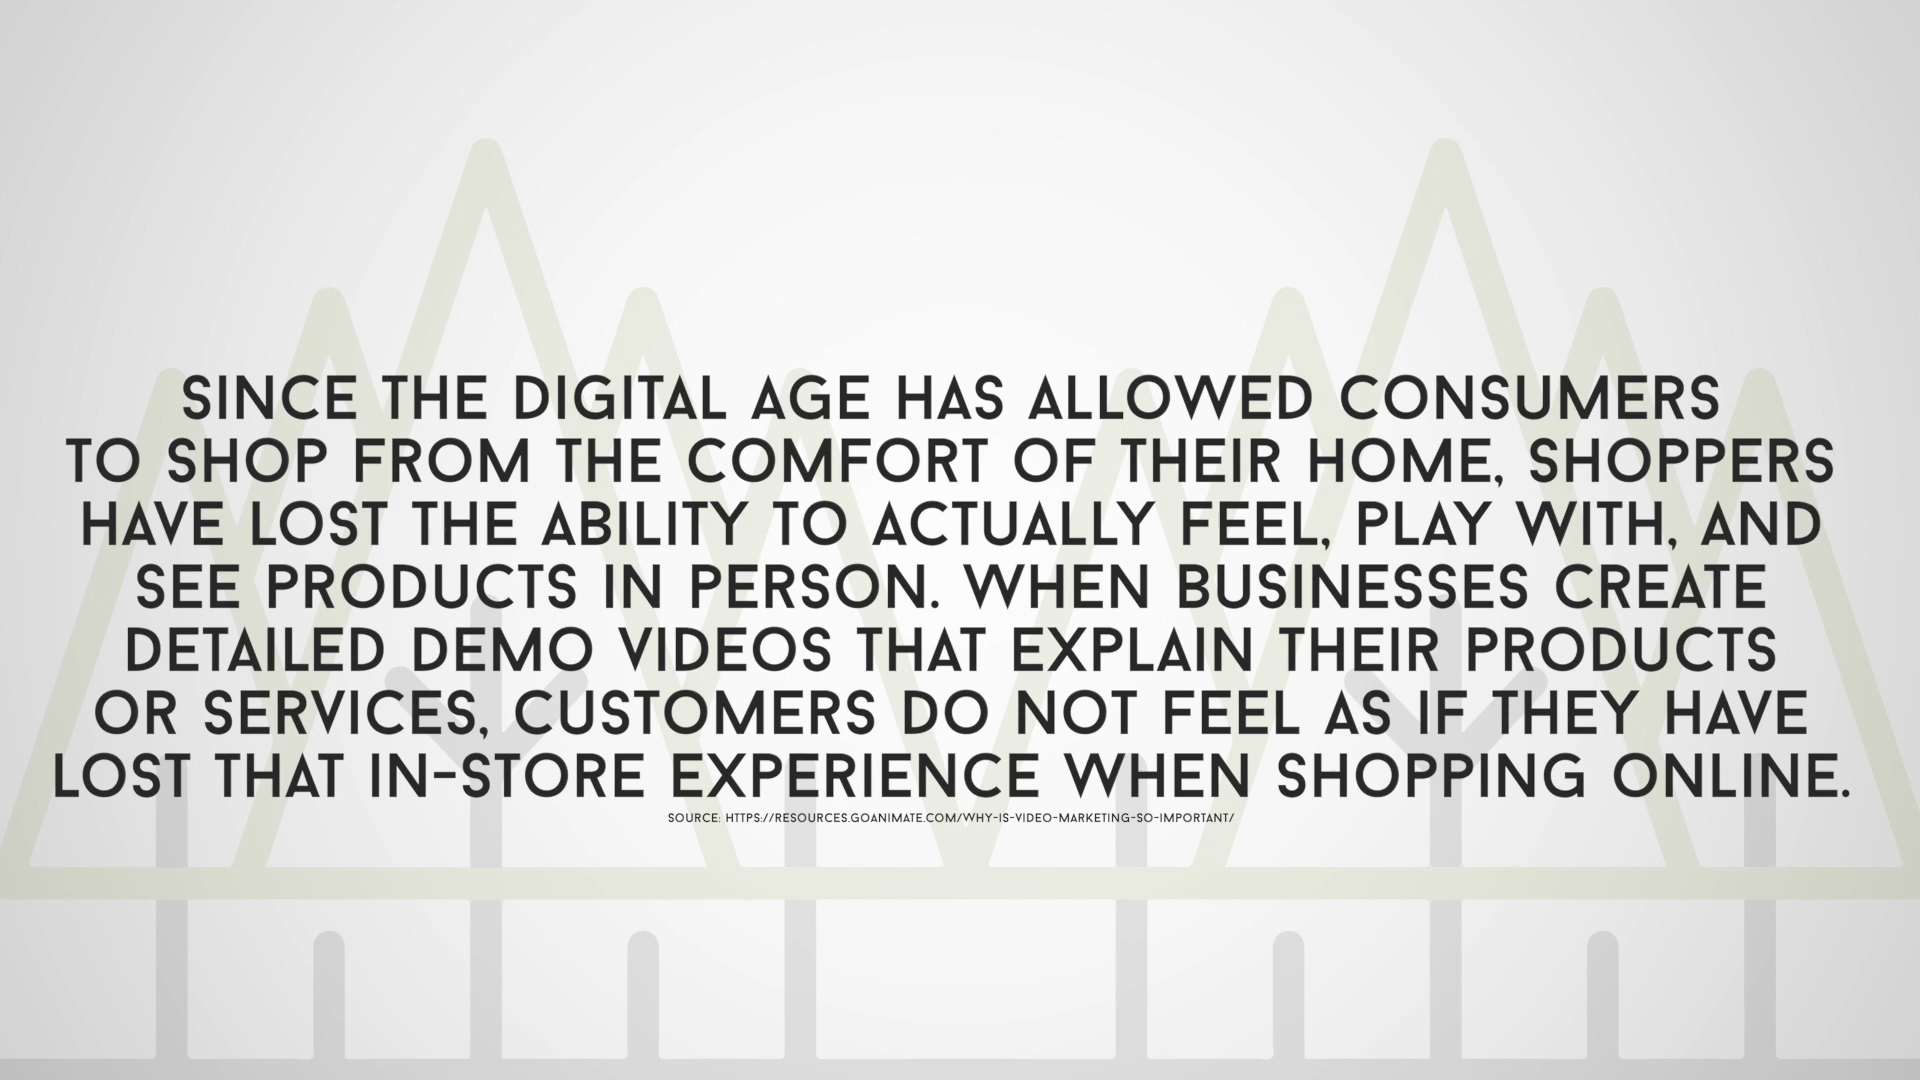 SINCE THE DIGITAL AGE HAS ALLOWED CONSUMERS
TO SHOP FROM THE COMFORT OF THEIR HOME, SHOPPERS
HAVE LOST THE ABILITY TO ACTUALLY FEEL, PLAY WITH, AND
SEE PRODUCTS IN PERSON. WHEN BUSINESSES CREATE
DETAILED DEMO VIDEOS THAT EXPLAIN THEIR PRODUCTS
OR SERVICES, CUSTOMERS DO NOT FEEL AS IF THEY HAVE
LOST THAT IN-STORE EXPERIENCE WHEN SHOPPING ONLINE.
SOURCE: HTTPS://RESOURCES.GOANIMATE.COM/WHY-IS-VIDEO-MARKETING-SO-IMPORTANT/